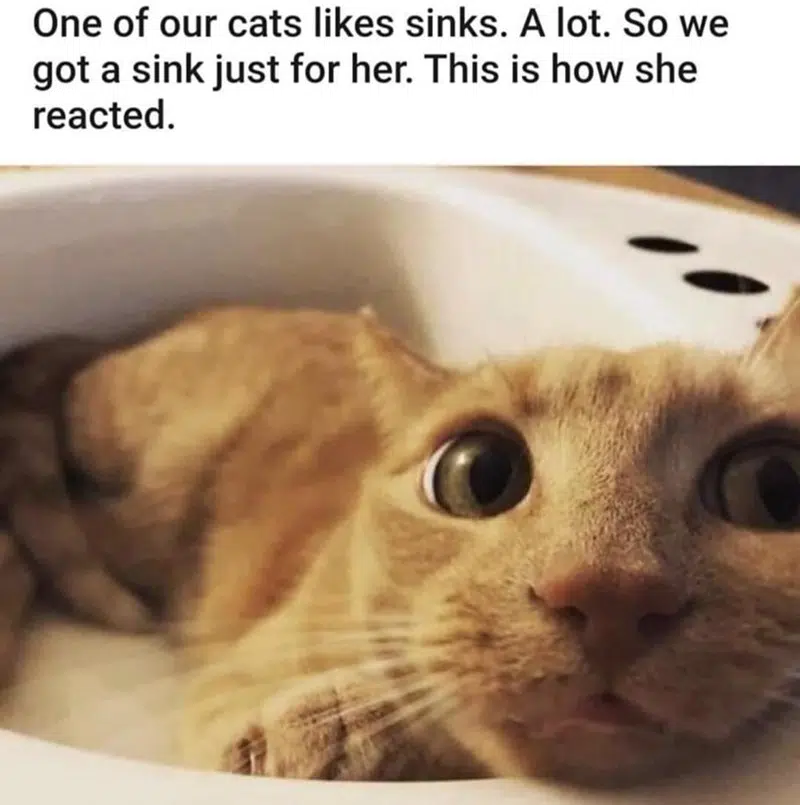 One of our cats likes sinks. A lot. So we
got a sink just for her. This is how she
reacted.